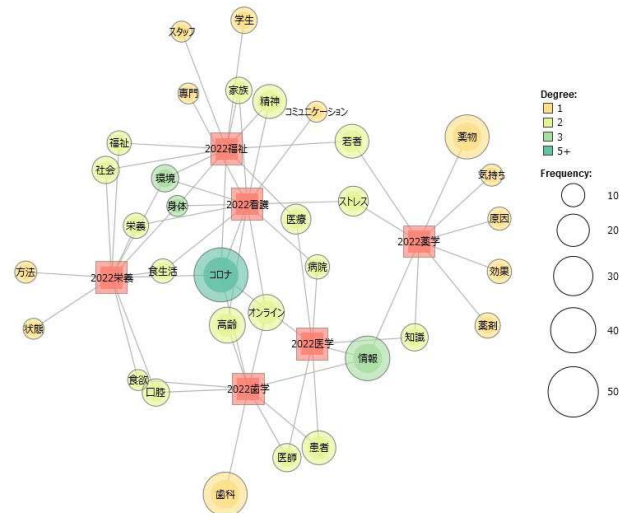 学生
スタッフ
専門
家族
精神
コミュニケーション
Degree:
1
2
3
5+
Frequency:
10
20
30
40
50
福祉
2022福祉
若者
薬物
社会
環境
気持ち
身体
2022看護
ストレス
医療
原因
栄養
2022薬学
方法
2022栄養
食生活
コロナ
病院
効果
状態
高齢
オンライン
薬剤
2022医学
知識
情報
食欲
口腔
2022歯学
医師
患者
歯科